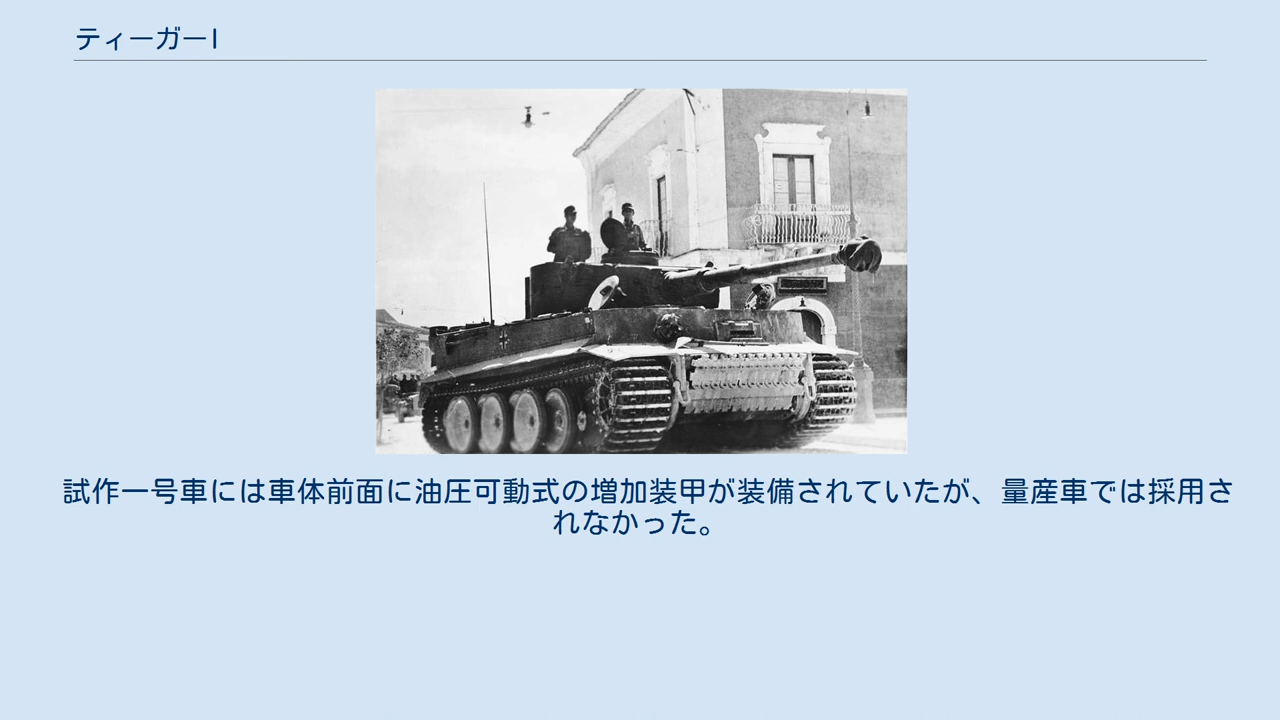 ティーガーI
試作一号車には車体前面に油圧可動式の増加装甲が装備されていたが、量産車では採用さ
れなかった。